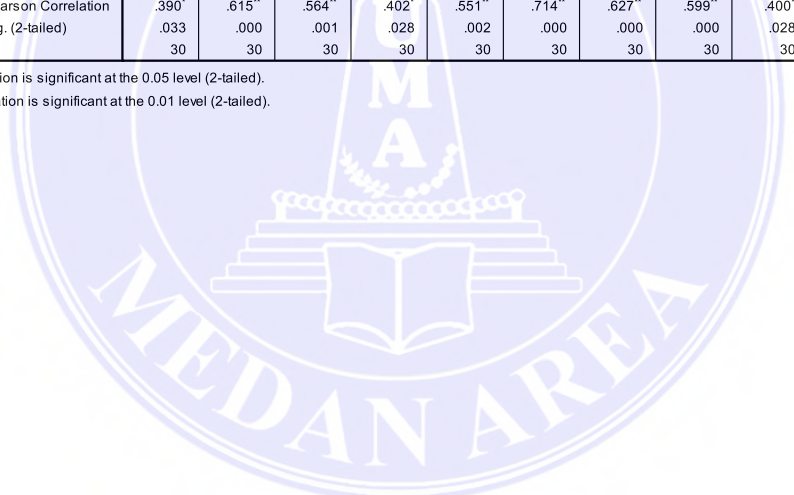 arson Correlation .390* .615** .564** .402* .551** .714** .627** .599** .400*
g. (2-tailed) .033 .000 .001 .028 .002 .000 .000 .000 .028
30 30 30 30 30 30 30 30 30
ion is significant at the 0.05 level (2-tailed).
tion is significant at the 0.01 level (2-tailed).
U
M
A
MEDAN AREA